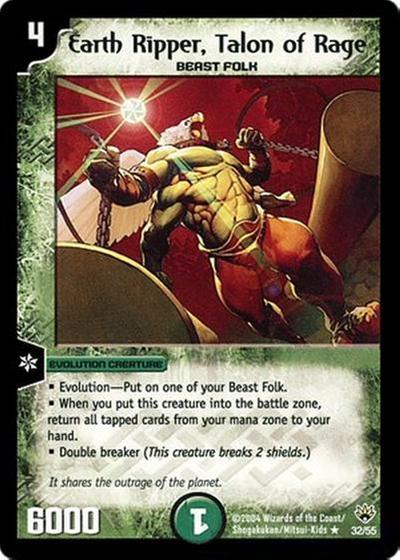 4 Earth Ripper, Talon of Rage
BEAST FOLK
EVOLUTION CREATURE
▪ Evolution—Put on one of your Beast Folk.
▪ When you put this creature into the battle zone,
return all tapped cards from your mana zone to your
hand.
▪ Double breaker (This creature breaks 2 shields.)
It shares the outrage of the planet.
6000
1
©2004 Wizards of the Coast/
Shogakukan/Mitsui-Kids ★ 32/55